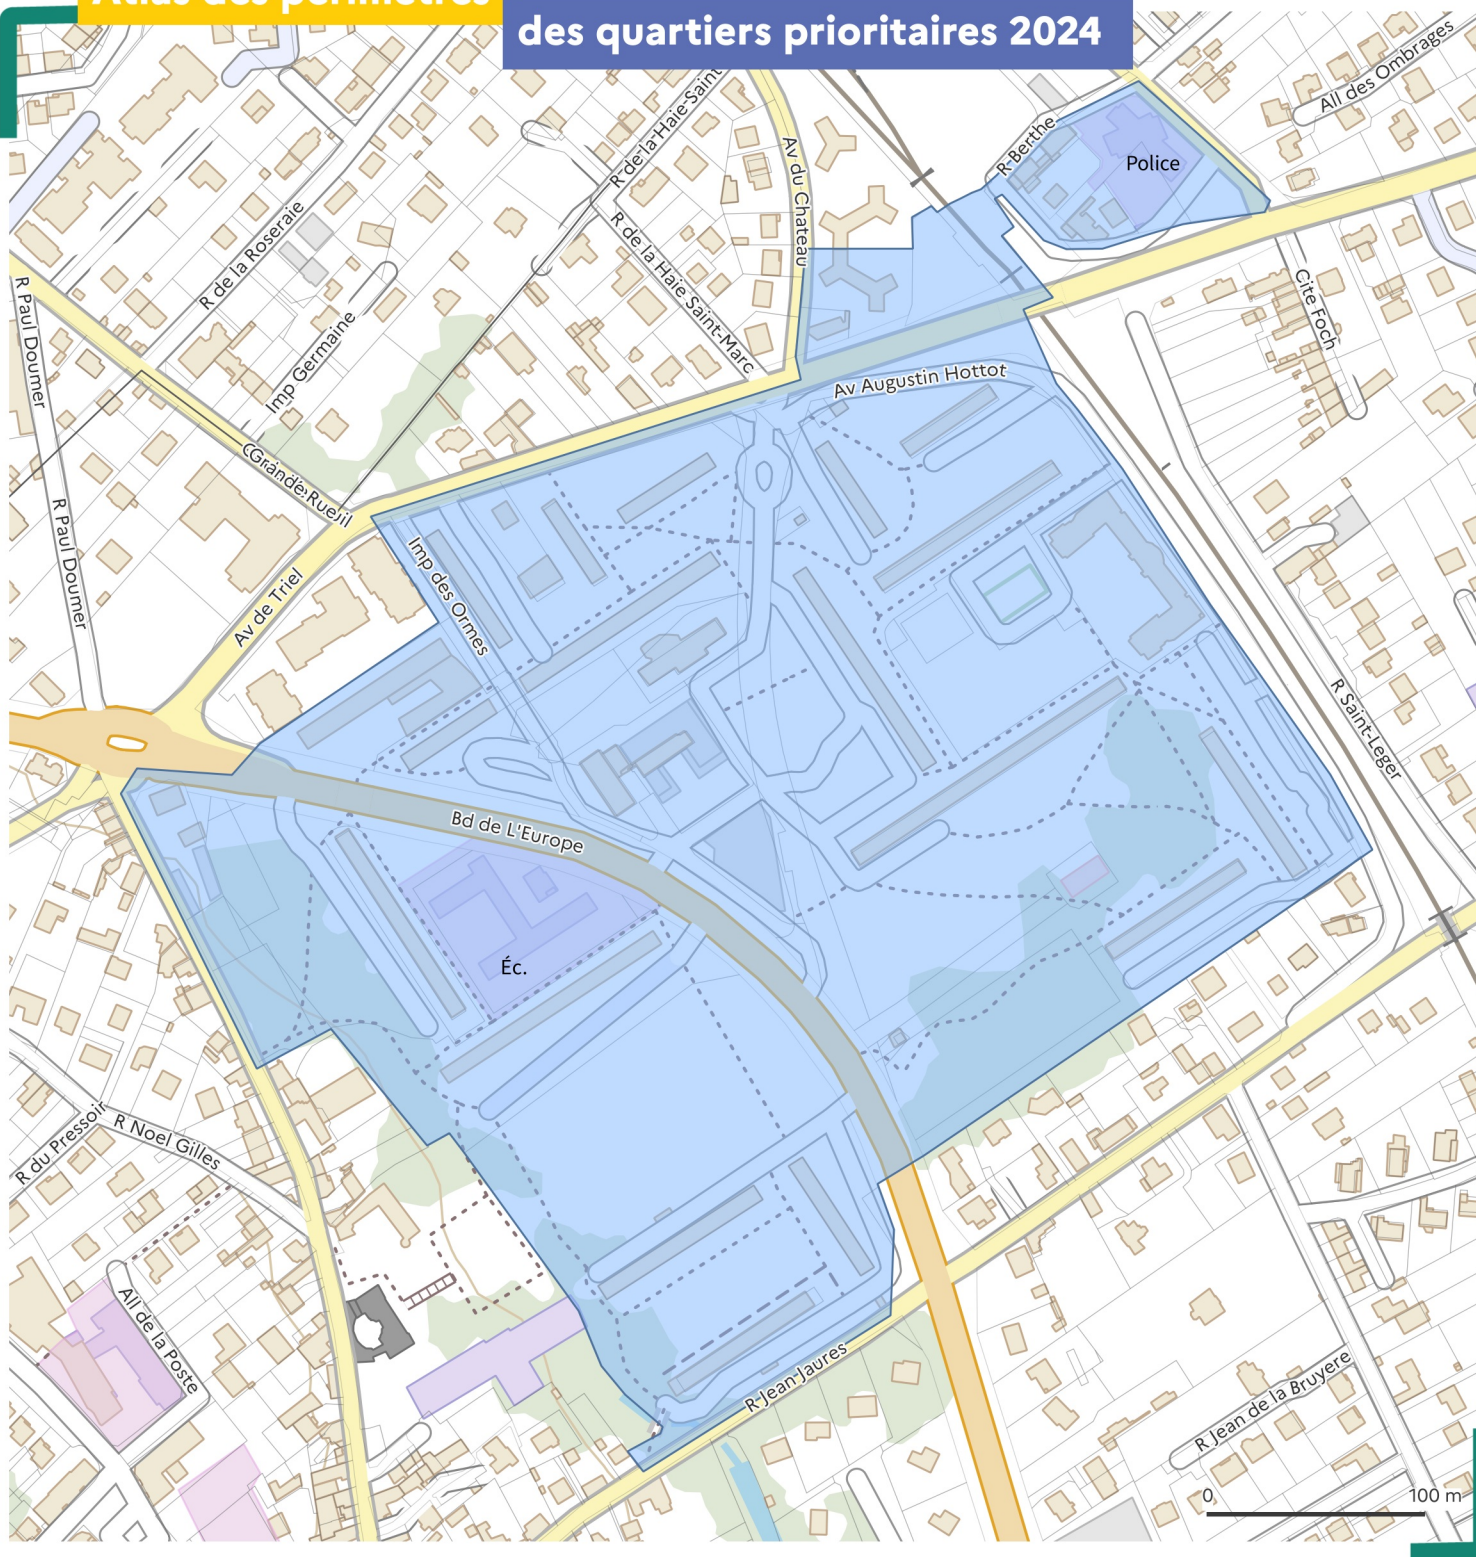 Atlas des périmètres
des quartiers prioritaires 2024
All des Ombrages
R de la Haie-Saint
R Berthe
Police
Av du Chateau
R de la Roseraie
R de la Haie Saint-Marc
R Paul Doumer
Imp Germaine
Cite Foch
Av Augustin Hottot
Grande Rue
R Paul Doumer
Imp des Ormes
Av de Triel
R Saint-Leger
Bd de L'Europe
Éc.
R du Pressoir
R Noel Gilles
All de la Poste
R Jean Jaures
R Jean de la Bruyere
0
100 m